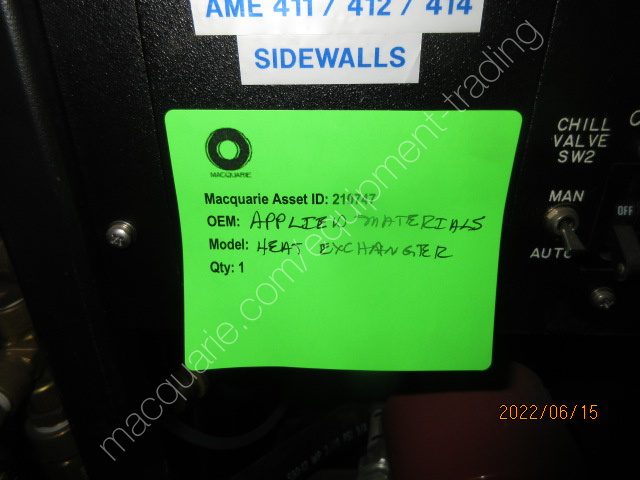 AME 411 / 412 / 414
SIDEWALLS
MACQUARIE
Macquarie Asset ID: 210747
OEM: APPLIED MATERIALS
Model: HEAT EXCHANGER
Qty: 1
CHILL
VALVE
SW2
MAN
OFF
AUTO
macquarie.com/equipment-trading
2022/06/15